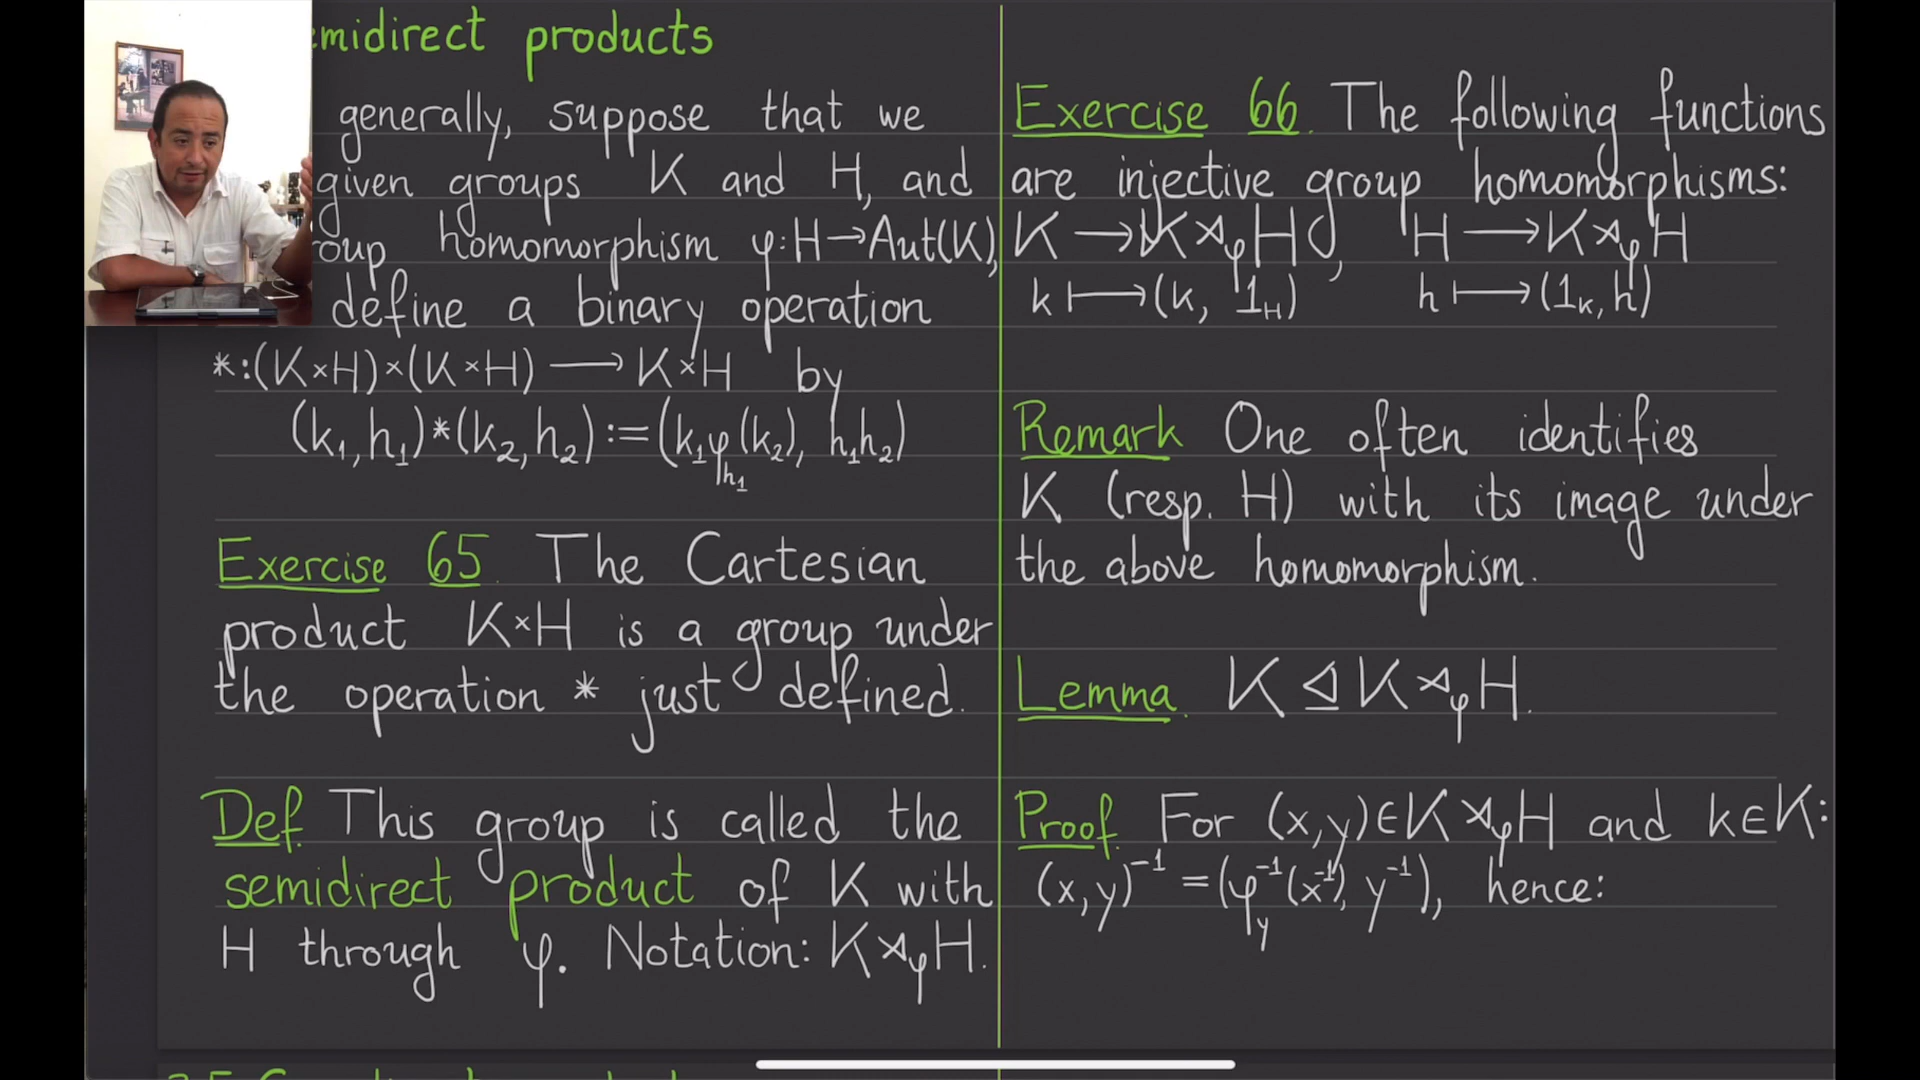 emidirect products
generally, suppose that we
given groups K and H, and
oup homomorphism φ:H→Aut(K),
define a binary operation
*:(K×H)×(K×H)⟶K×H by
(k₁,h₁)*(k₂,h₂):=(k₁φ_{h₁}(k₂), h₁h₂)
Exercise 65. The Cartesian
product K×H is a group under
the operation * just defined.
Def. This group is called the
semidirect product of K with
H through φ. Notation: K⋊_φH.
Exercise 66. The following functions
are injective group homomorphisms:
K⟶K⋊_φH, H⟶K⋊_φH
k⟼(k, 1_H) h⟼(1_K, h)
Remark One often identifies
K (resp. H) with its image under
the above homomorphism.
Lemma. K⊴K⋊_φH.
Proof. For (x,y)∈K⋊_φH and k∈K:
(x,y)⁻¹=(φ_y⁻¹(x⁻¹), y⁻¹), hence: